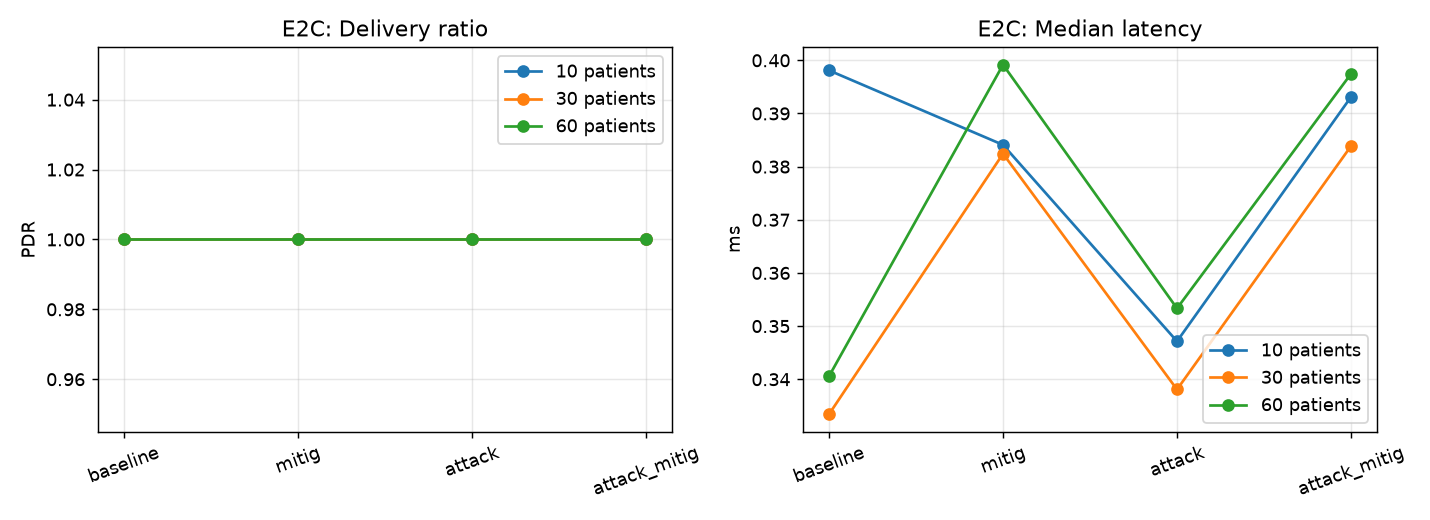 E2C: Delivery ratio
PDR
1.04
1.02
1.00
0.98
0.96
baseline
mitig
attack
attack_mitig
10 patients
30 patients
60 patients
E2C: Median latency
ms
0.40
0.39
0.38
0.37
0.36
0.35
0.34
baseline
mitig
attack
attack_mitig
10 patients
30 patients
60 patients